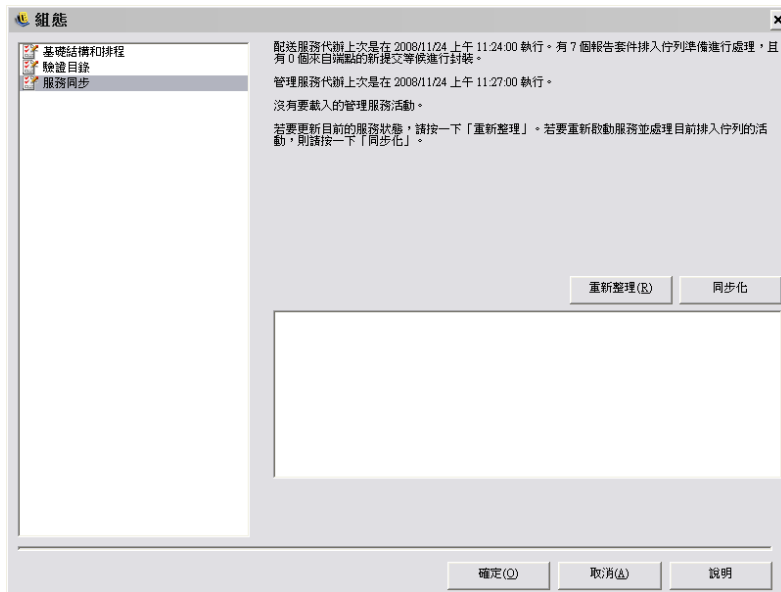 組態
基礎結構和排程
驗證目錄
服務同步
配送服務代辦上次是在 2008/11/24 上午 11:24:00 執行。有 7 個報告套件排入佇列準備進行處理，且
有 0 個來自端點的新提交等候進行封裝。
管理服務代辦上次是在 2008/11/24 上午 11:27:00 執行。
沒有要載入的管理服務活動。
若要更新目前的服務狀態，請按一下「重新整理」。若要重新啟動服務並處理目前排入佇列的活
動，則請按一下「同步化」。
重新整理(R)
同步化
確定(O)
取消(A)
說明